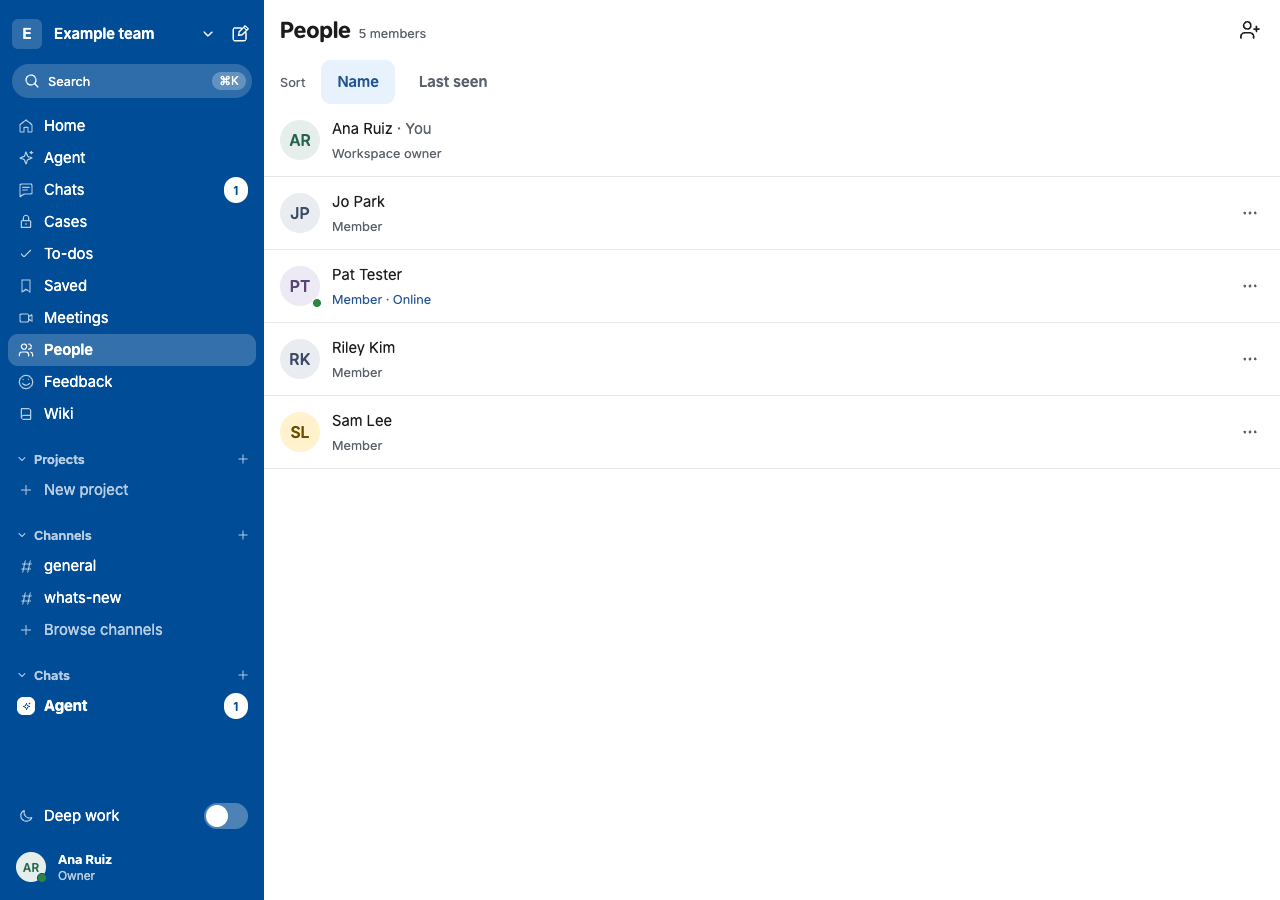 E Example team
Search ⌘K
Home
Agent
Chats 1
Cases
To-dos
Saved
Meetings
People
Feedback
Wiki
Projects
New project
Channels
# general
# whats-new
Browse channels
Chats
Agent 1
Deep work
AR Ana Ruiz
Owner
People 5 members
Sort Name Last seen
AR Ana Ruiz · You
Workspace owner
JP Jo Park
Member
PT Pat Tester
Member · Online
RK Riley Kim
Member
SL Sam Lee
Member